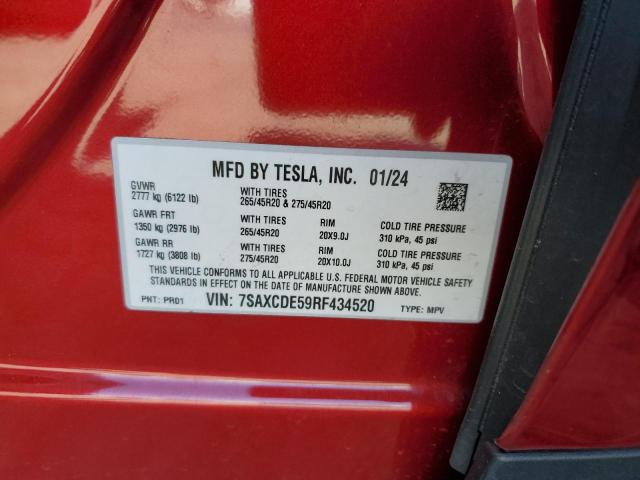 MFD BY TESLA, INC. 01/24
GVWR
2777 kg (6122 lb)
WITH TIRES
265/45R20 & 275/45R20
GAWR FRT
1350 kg (2976 lb)
WITH TIRES
265/45R20
RIM
20X9.0J
COLD TIRE PRESSURE
310 kPa, 45 psi
GAWR RR
1727 kg (3808 lb)
WITH TIRES
275/45R20
RIM
20X10.0J
COLD TIRE PRESSURE
310 kPa, 45 psi
THIS VEHICLE CONFORMS TO ALL APPLICABLE U.S. FEDERAL MOTOR VEHICLE SAFETY
STANDARDS IN EFFECT ON THE DATE OF MANUFACTURE SHOWN ABOVE.
PNT: PR01 VIN: 7SAXCDE59RF434520 TYPE: MPV